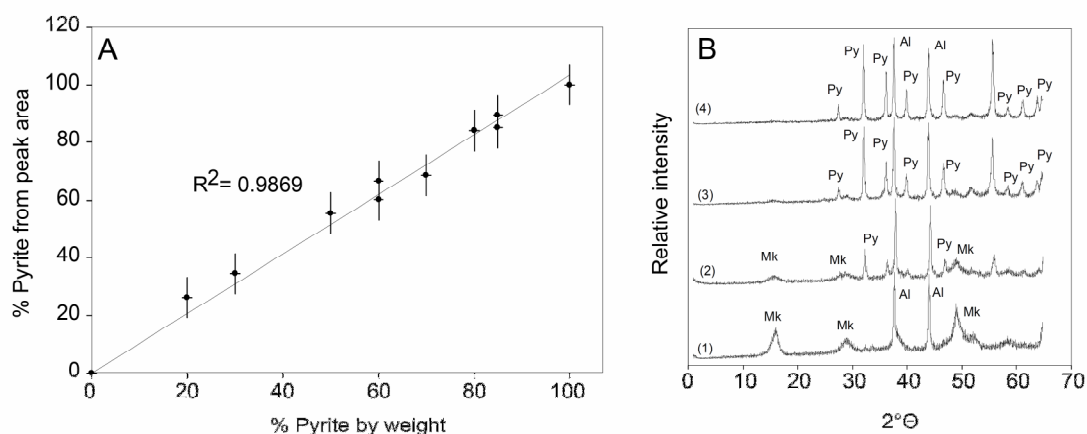 A
120
100
80
60
40
20
0
% Pyrite from peak area
R2= 0.9869
0 20 40 60 80 100
% Pyrite by weight
B
Relative intensity
Py Al Al
Py Py
Py Py Py Py Py
(4)
Py Py Py Py Py
Py Py Py
(3)
Py Py
Mk Mk Mk
(2)
Al Al
Mk Mk Mk
(1)
0 10 20 30 40 50 60 70
2°Θ